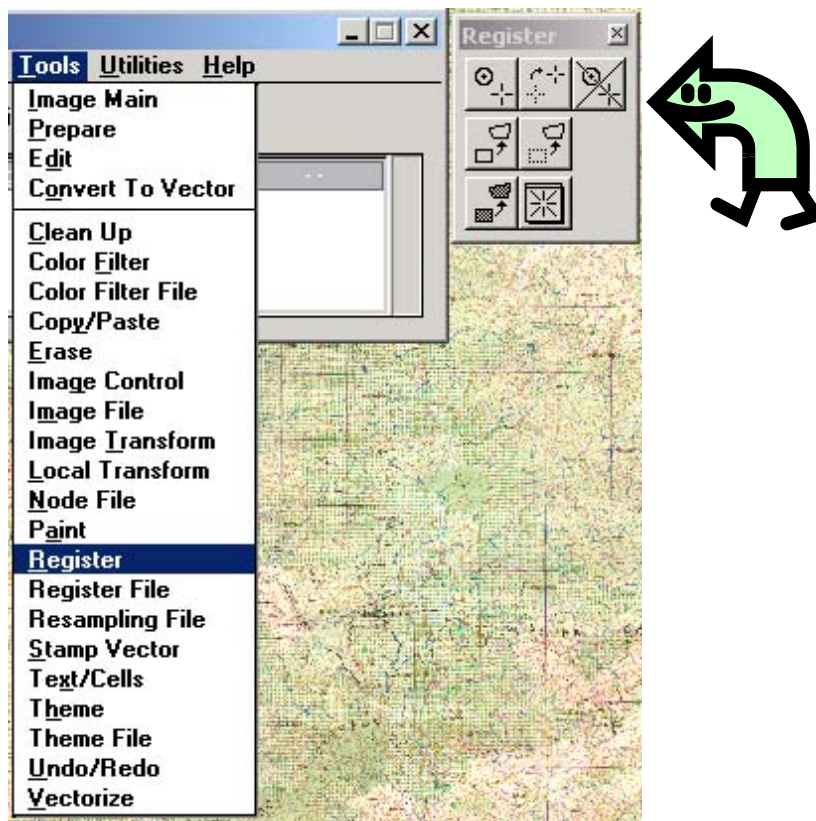 Register
Tools Utilities Help
Image Main
Prepare
Edit
Convert To Vector
Clean Up
Color Filter
Color Filter File
Copy/Paste
Erase
Image Control
Image File
Image Transform
Local Transform
Node File
Paint
Register
Register File
Resampling File
Stamp Vector
Text/Cells
Theme
Theme File
Undo/Redo
Vectorize